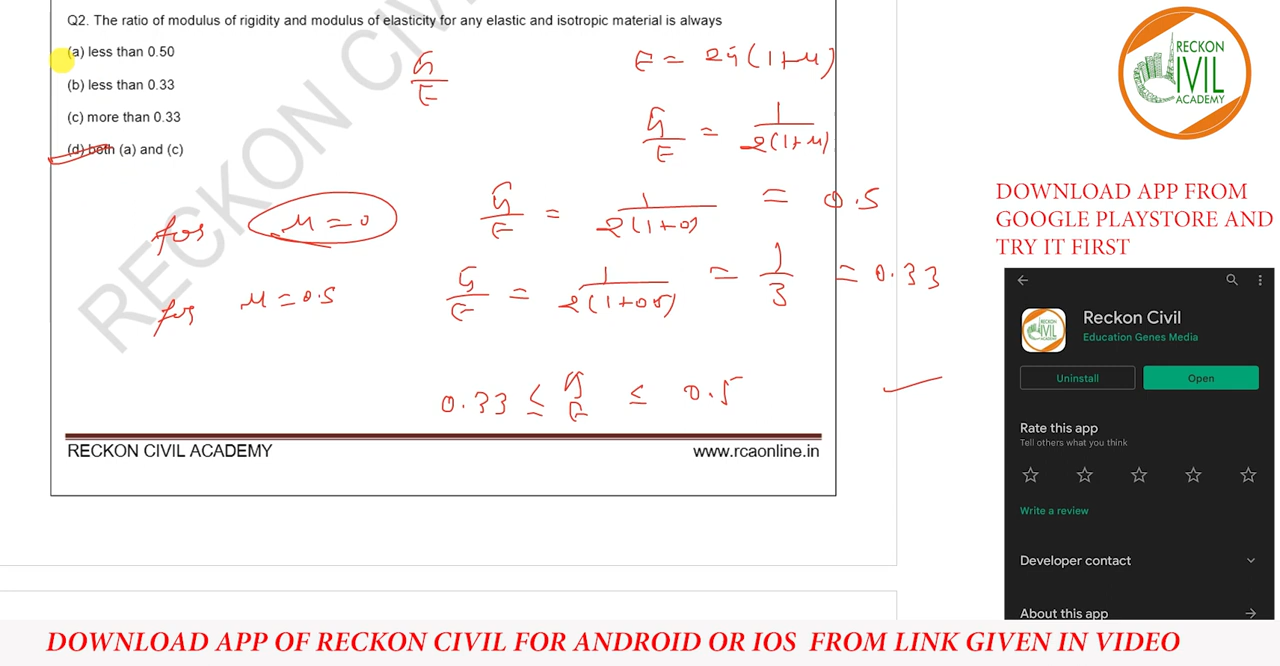 Q2. The ratio of modulus of rigidity and modulus of elasticity for any elastic and isotropic material is always
(a) less than 0.50
(b) less than 0.33
(c) more than 0.33
(d) both (a) and (c)
G/E
E = 2G(1+μ)
G/E = 1/2(1+μ)
for μ = 0 G/E = 1/2(1+0) = 0.5
for μ = 0.5 G/E = 1/2(1+0.5) = 1/3 = 0.33
0.33 ≤ G/E ≤ 0.5
RECKON CIVIL ACADEMY www.rcaonline.in
RECKON CIVIL
RECKON
CIVIL
ACADEMY
DOWNLOAD APP FROM
GOOGLE PLAYSTORE AND
TRY IT FIRST
RECKON
CIVIL
ACADEMY
Reckon Civil
Education Genes Media
Uninstall Open
Rate this app
Tell others what you think
Write a review
Developer contact
About this app
DOWNLOAD APP OF RECKON CIVIL FOR ANDROID OR IOS FROM LINK GIVEN IN VIDEO